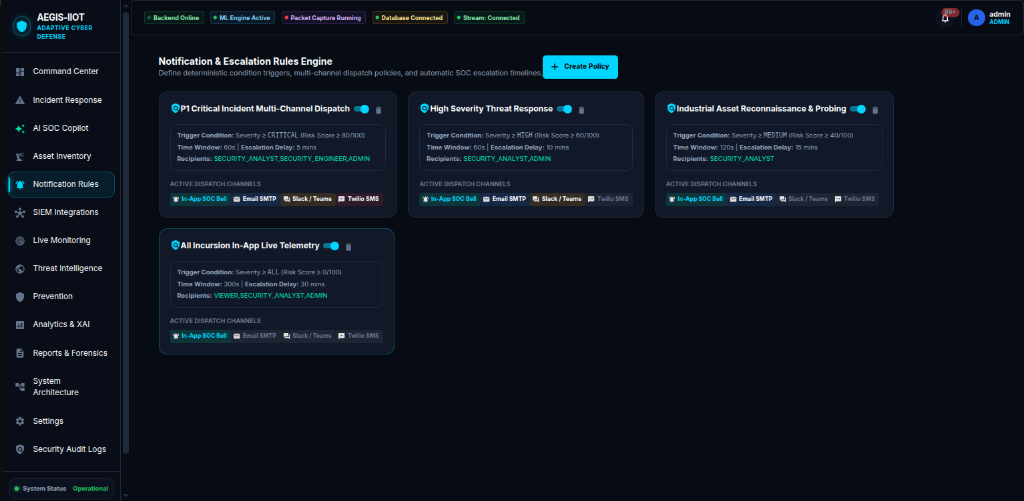 AEGIS-IIOT
ADAPTIVE CYBER
DEFENSE
Command Center
Incident Response
AI SOC Copilot
Asset Inventory
Notification Rules
SIEM Integrations
Live Monitoring
Threat Intelligence
Prevention
Analytics & XAI
Reports & Forensics
System
Architecture
Settings
Security Audit Logs
System Status Operational
Backend Online
ML Engine Active
Packet Capture Running
Database Connected
Stream: Connected
99+
A
admin
ADMIN
Notification & Escalation Rules Engine
Define deterministic condition triggers, multi-channel dispatch policies, and automatic SOC escalation timelines.
+ Create Policy
P1 Critical Incident Multi-Channel Dispatch
Trigger Condition: Severity ≥ CRITICAL (Risk Score ≥ 80/100)
Time Window: 60s | Escalation Delay: 5 mins
Recipients: SECURITY_ANALYST,SECURITY_ENGINEER,ADMIN
ACTIVE DISPATCH CHANNELS
In-App SOC Bell Email SMTP Slack / Teams Twilio SMS
High Severity Threat Response
Trigger Condition: Severity ≥ HIGH (Risk Score ≥ 60/100)
Time Window: 60s | Escalation Delay: 10 mins
Recipients: SECURITY_ANALYST,ADMIN
ACTIVE DISPATCH CHANNELS
In-App SOC Bell Email SMTP Slack / Teams Twilio SMS
Industrial Asset Reconnaissance & Probing
Trigger Condition: Severity ≥ MEDIUM (Risk Score ≥ 40/100)
Time Window: 120s | Escalation Delay: 15 mins
Recipients: SECURITY_ANALYST
ACTIVE DISPATCH CHANNELS
In-App SOC Bell Email SMTP Slack / Teams Twilio SMS
All Incursion In-App Live Telemetry
Trigger Condition: Severity ≥ ALL (Risk Score ≥ 0/100)
Time Window: 300s | Escalation Delay: 30 mins
Recipients: VIEWER,SECURITY_ANALYST,ADMIN
ACTIVE DISPATCH CHANNELS
In-App SOC Bell Email SMTP Slack / Teams Twilio SMS